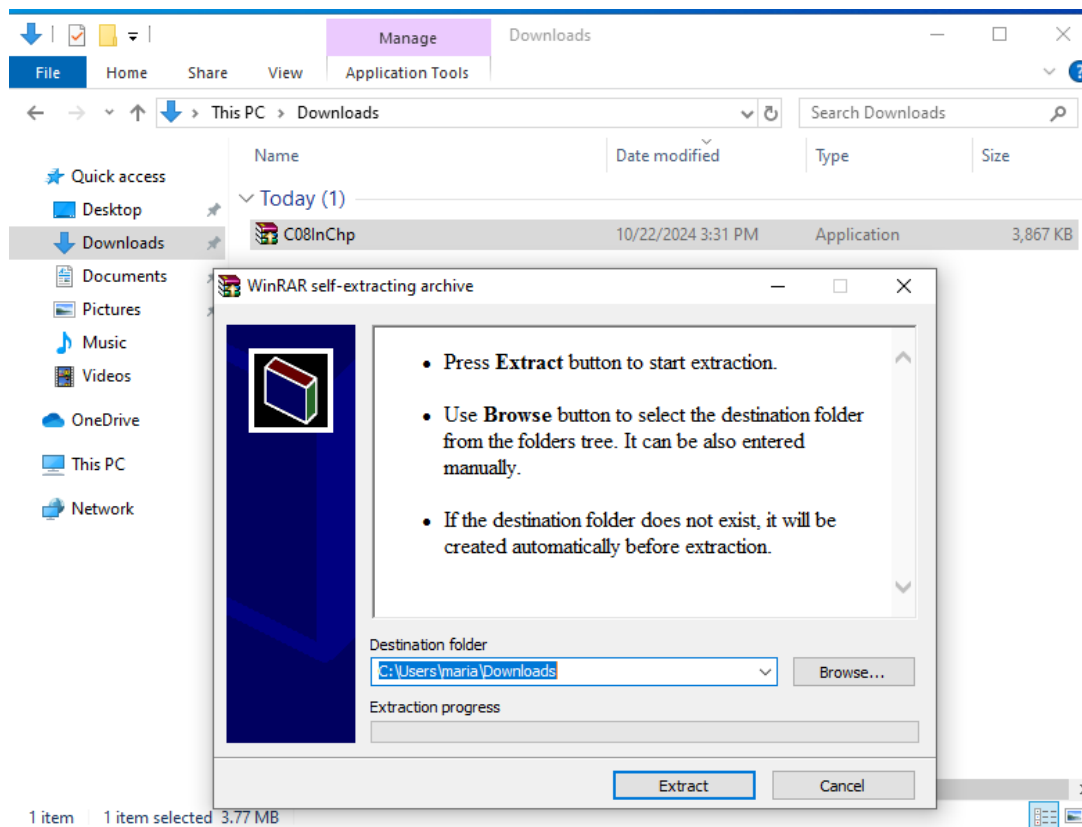 Manage
Downloads
File
Home
Share
View
Application Tools
?
This PC > Downloads
Search Downloads
Name
Date modified
Type
Size
Quick access
Today (1)
Desktop
C08InChp
10/22/2024 3:31 PM
Application
3,867 KB
Downloads
Documents
WinRAR self-extracting archive
Pictures
Music
Videos
OneDrive
This PC
Network
• Press Extract button to start extraction.
• Use Browse button to select the destination folder
from the folders tree. It can be also entered
manually.
• If the destination folder does not exist, it will be
created automatically before extraction.
Destination folder
C:\Users\maria\Downloads
Browse...
Extraction progress
Extract
Cancel
1 item
1 item selected 3.77 MB